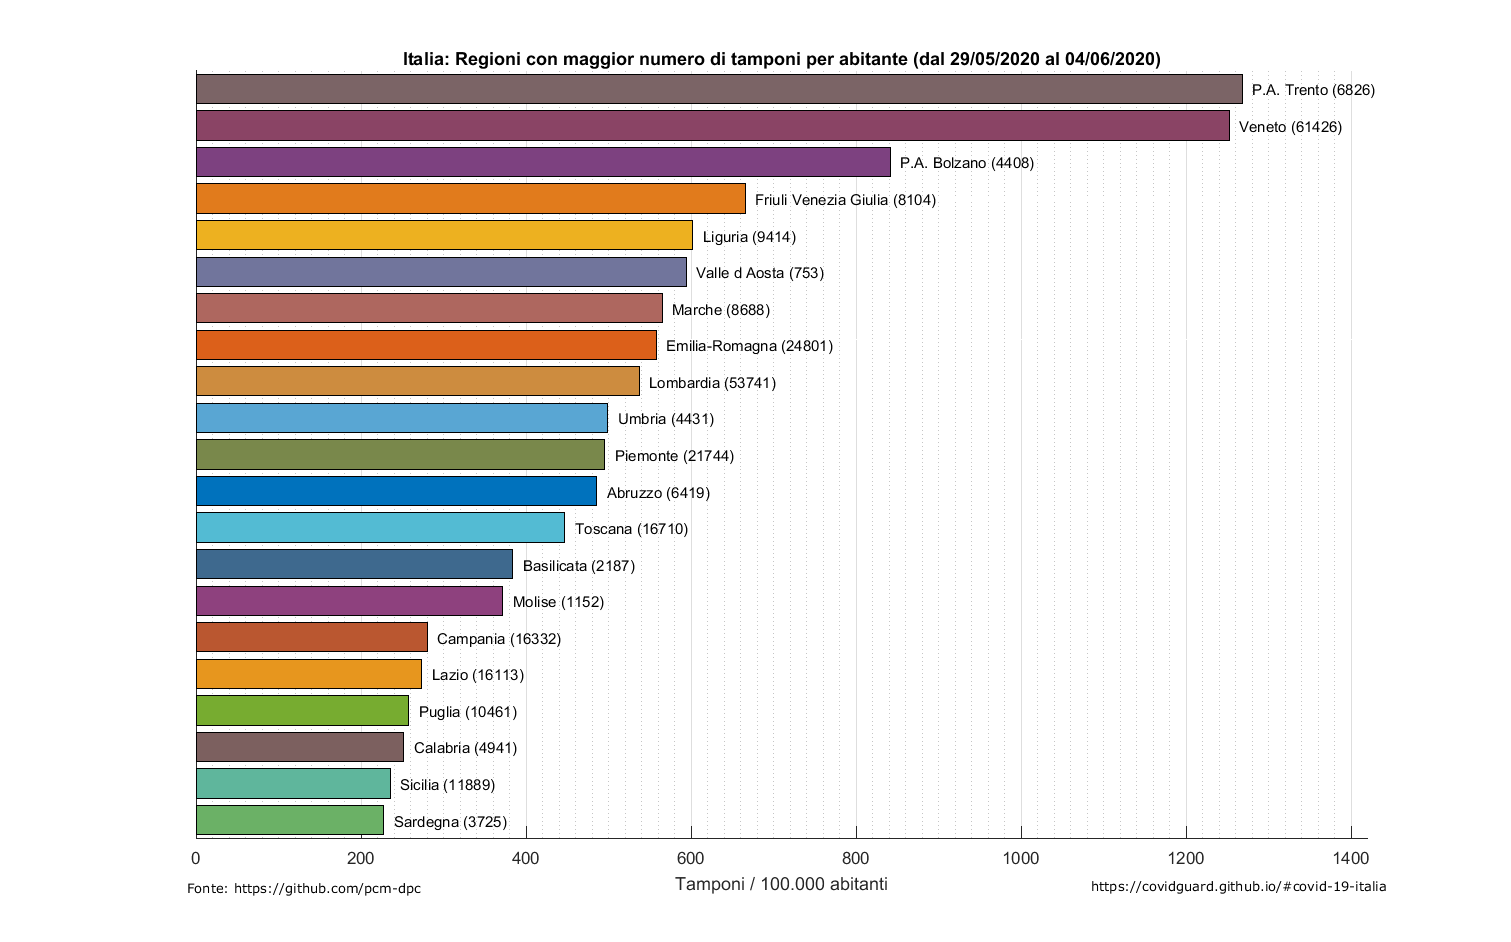 Italia: Regioni con maggior numero di tamponi per abitante (dal 29/05/2020 al 04/06/2020)
P.A. Trento (6826)
Veneto (61426)
P.A. Bolzano (4408)
Friuli Venezia Giulia (8104)
Liguria (9414)
Valle d Aosta (753)
Marche (8688)
Emilia-Romagna (24801)
Lombardia (53741)
Umbria (4431)
Piemonte (21744)
Abruzzo (6419)
Toscana (16710)
Basilicata (2187)
Molise (1152)
Campania (16332)
Lazio (16113)
Puglia (10461)
Calabria (4941)
Sicilia (11889)
Sardegna (3725)
0 200 400 600 800 1000 1200 1400
Tamponi / 100.000 abitanti
Fonte: https://github.com/pcm-dpc
https://covidguard.github.io/#covid-19-italia